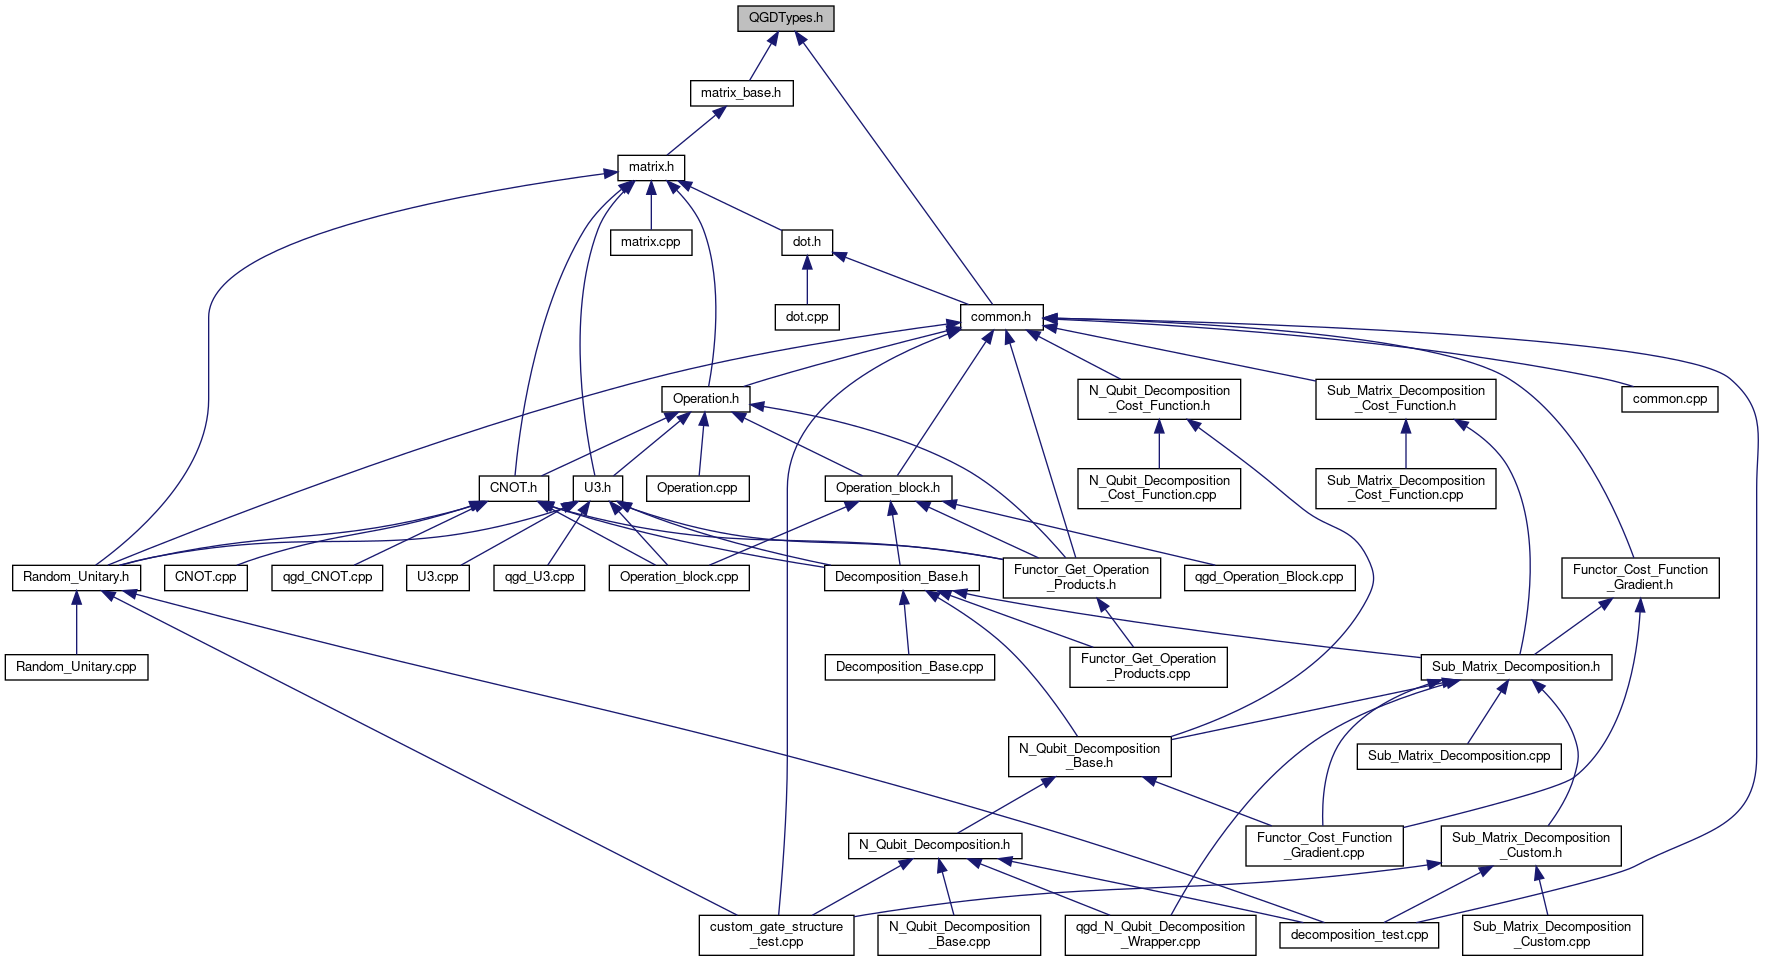 QGDTypes.h
matrix_base.h
matrix.h
matrix.cpp
dot.h
dot.cpp
common.h
Operation.h
N_Qubit_Decomposition
_Cost_Function.h
Sub_Matrix_Decomposition
_Cost_Function.h
common.cpp
CNOT.h
U3.h
Operation.cpp
Operation_block.h
N_Qubit_Decomposition
_Cost_Function.cpp
Sub_Matrix_Decomposition
_Cost_Function.cpp
Random_Unitary.h
CNOT.cpp
qgd_CNOT.cpp
U3.cpp
qgd_U3.cpp
Operation_block.cpp
Decomposition_Base.h
Functor_Get_Operation
_Products.h
qgd_Operation_Block.cpp
Functor_Cost_Function
_Gradient.h
Random_Unitary.cpp
Decomposition_Base.cpp
Functor_Get_Operation
_Products.cpp
Sub_Matrix_Decomposition.h
N_Qubit_Decomposition
_Base.h
Sub_Matrix_Decomposition.cpp
N_Qubit_Decomposition.h
Functor_Cost_Function
_Gradient.cpp
Sub_Matrix_Decomposition
_Custom.h
custom_gate_structure
_test.cpp
N_Qubit_Decomposition
_Base.cpp
qgd_N_Qubit_Decomposition
_Wrapper.cpp
decomposition_test.cpp
Sub_Matrix_Decomposition
_Custom.cpp